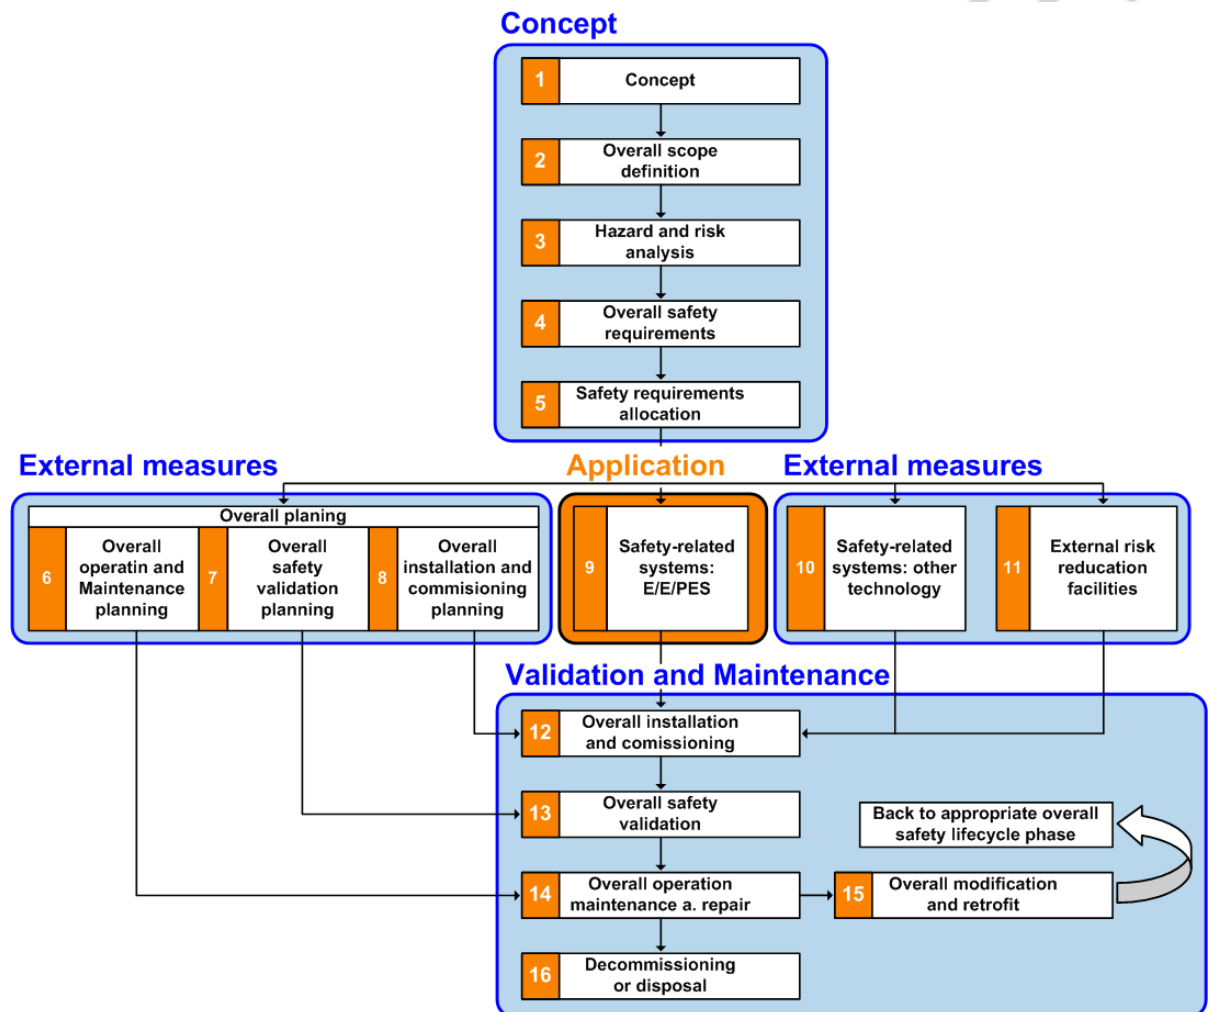 Concept
1
Concept
2
Overall scope
definition
3
Hazard and risk
analysis
4
Overall safety
requirements
5
Safety requirements
allocation
External measures
Application
External measures
Overall planing
6
Overall
operatin and
Maintenance
planning
7
Overall
safety
validation
planning
8
Overall
installation and
commisioning
planning
9
Safety-related
systems:
E/E/PES
10
Safety-related
systems: other
technology
11
External risk
reducation
facilities
Validation and Maintenance
12
Overall installation
and comissioning
13
Overall safety
validation
Back to appropriate overall
safety lifecycle phase
14
Overall operation
maintenance a. repair
15
Overall modification
and retrofit
16
Decommissioning
or disposal